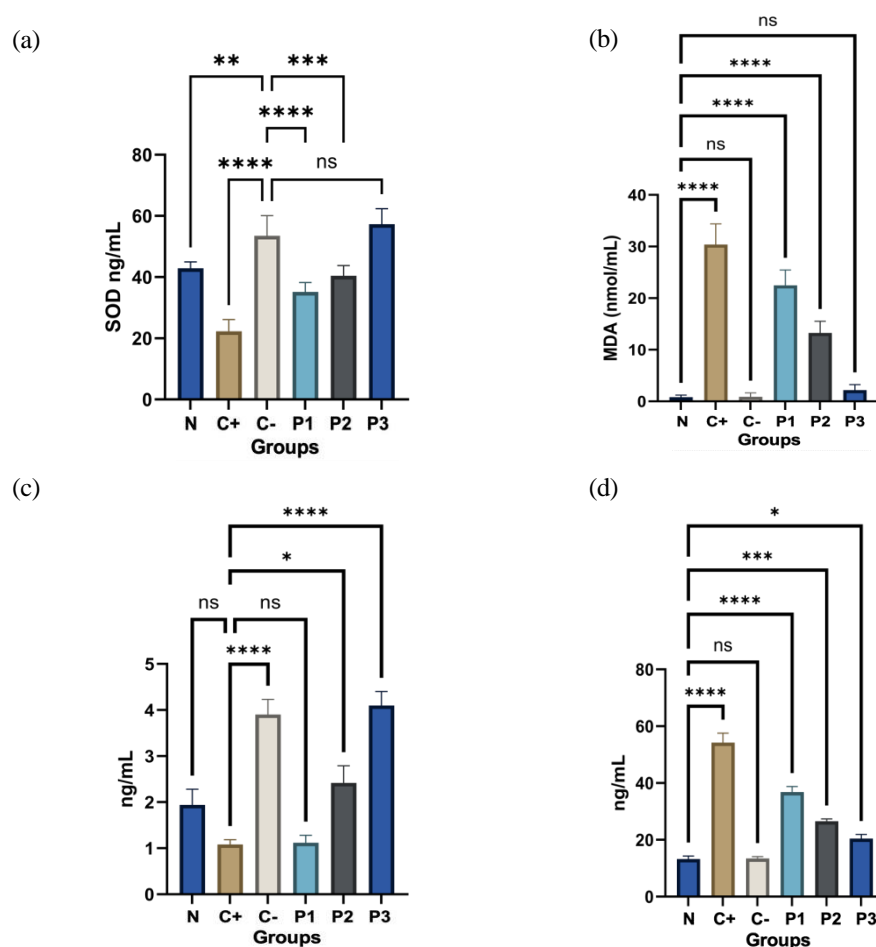 (a)
**
***
****
****
ns
80
60
40
20
0
SOD ng/mL
N C+ C- P1 P2 P3
Groups
(b)
ns
****
****
ns
****
40
30
20
10
0
MDA (nmol/mL)
N C+ C- P1 P2 P3
Groups
(c)
****
*
ns ns
****
5
4
3
2
1
0
ng/mL
N C+ C- P1 P2 P3
Groups
(d)
*
***
****
ns
****
80
60
40
20
0
ng/mL
N C+ C- P1 P2 P3
Groups